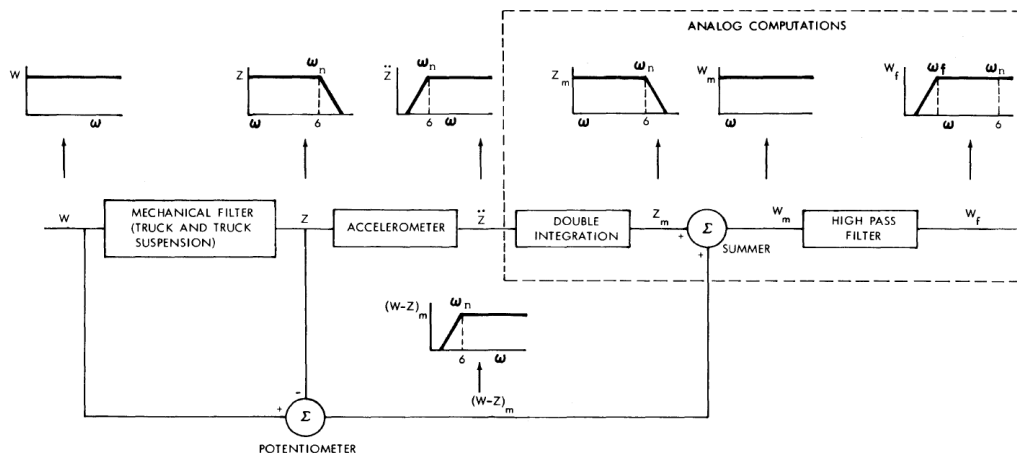 ANALOG COMPUTATIONS
W
ω
Z
ωn
6
ω
Z̈
ωn
6
ω
Zm
ωn
6
ω
Wm
ω
Wf
ωf
ωn
6
ω
W
MECHANICAL FILTER
(TRUCK AND TRUCK
SUSPENSION)
Z
ACCELEROMETER
Z̈
DOUBLE
INTEGRATION
Zm
+
Σ
+
SUMMER
Wm
HIGH PASS
FILTER
Wf
(W-Z)m
ωn
6
ω
(W-Z)m
-
+
Σ
POTENTIOMETER